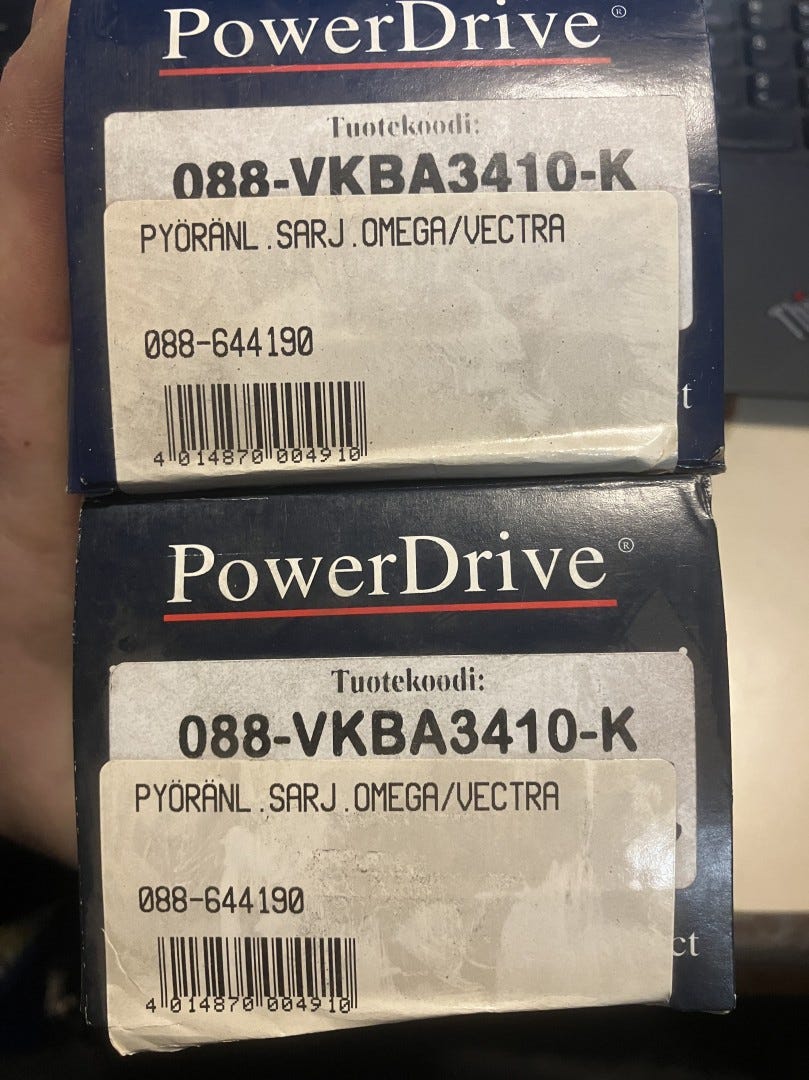 PowerDrive®
Tuotekoodi:
088-VKBA3410-K
PYÖRÄNL.SARJ.OMEGA/VECTRA
088-644190
4 014870 004910
PowerDrive®
Tuotekoodi:
088-VKBA3410-K
PYÖRÄNL.SARJ.OMEGA/VECTRA
088-644190
4 014870 004910